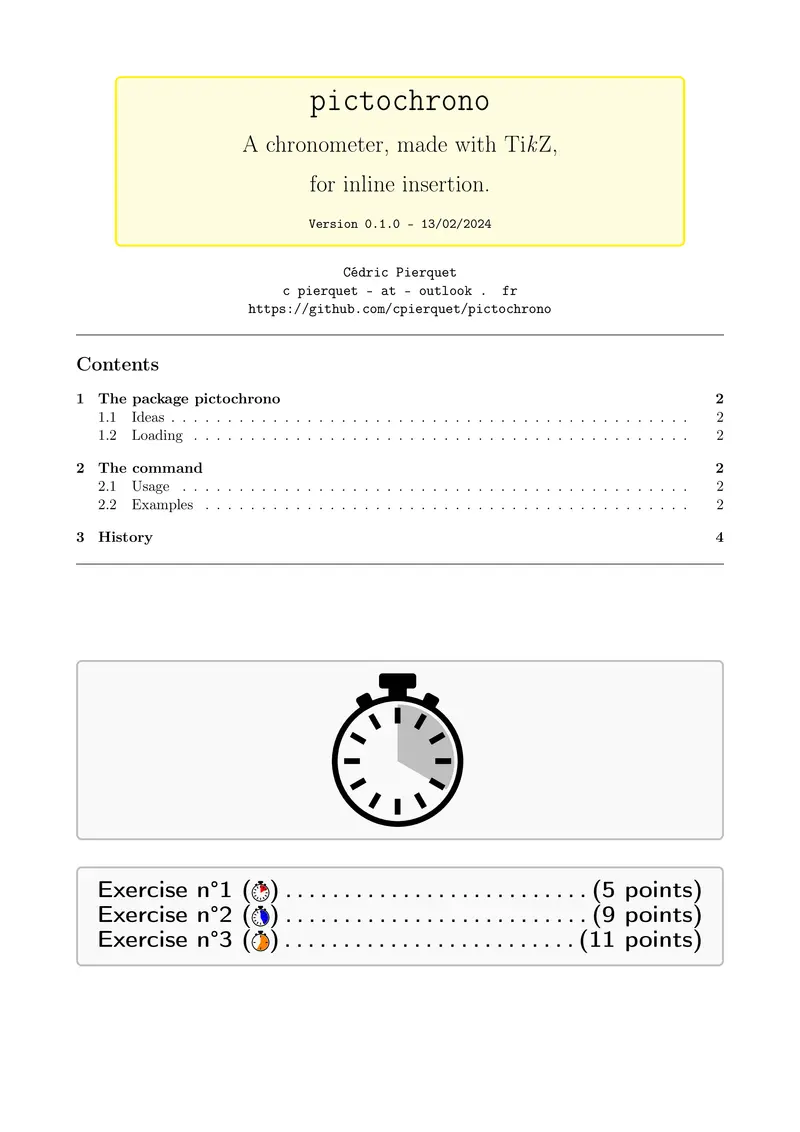 pictochrono
A chronometer, made with TikZ,
for inline insertion.
Version 0.1.0 - 13/02/2024
Cédric Pierquet
c pierquet - at - outlook .  fr
https://github.com/cpierquet/pictochrono
Contents
1 The package pictochrono 2
1.1 Ideas . . . . . . . . . . . . . . . . . . . . . . . . . . . . . . . . . . . . . . . . . . . . . . 2
1.2 Loading . . . . . . . . . . . . . . . . . . . . . . . . . . . . . . . . . . . . . . . . . . . . 2
2 The command 2
2.1 Usage . . . . . . . . . . . . . . . . . . . . . . . . . . . . . . . . . . . . . . . . . . . . . 2
2.2 Examples . . . . . . . . . . . . . . . . . . . . . . . . . . . . . . . . . . . . . . . . . . . 2
3 History 4
Exercise n°1 () . . . . . . . . . . . . . . . . . . . . . . . . . . (5 points)
Exercise n°2 () . . . . . . . . . . . . . . . . . . . . . . . . . . (9 points)
Exercise n°3 () . . . . . . . . . . . . . . . . . . . . . . . . . (11 points)